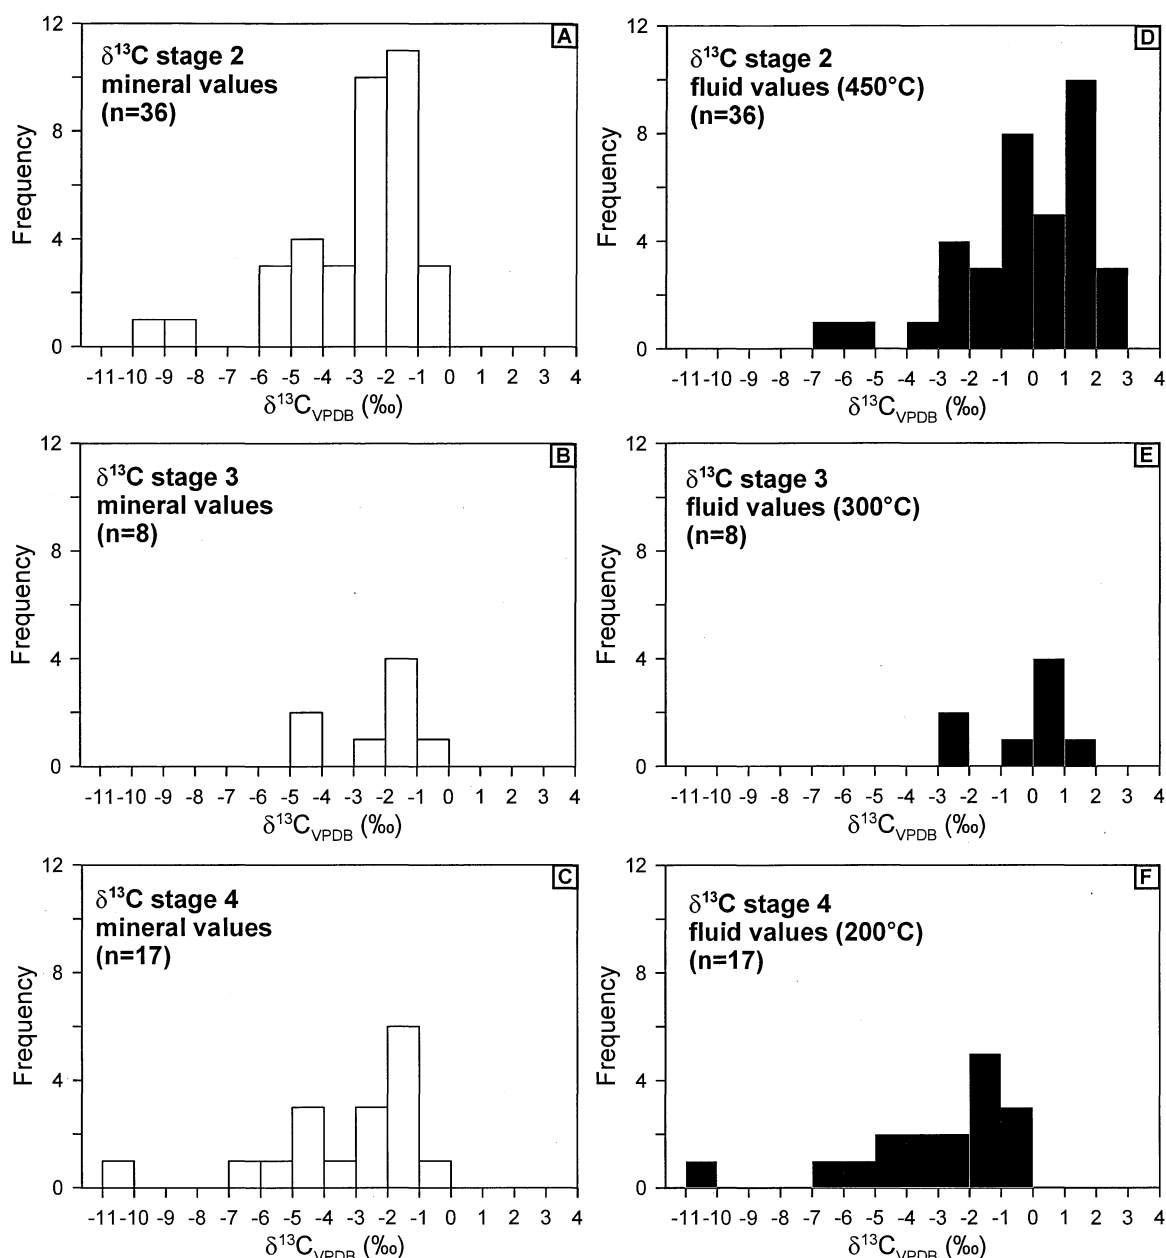 A
δ¹³C stage 2
mineral values
(n=36)
12
8
4
0
Frequency
-11 -10 -9 -8 -7 -6 -5 -4 -3 -2 -1 0 1 2 3 4
δ¹³C_VPDB (‰)
D
δ¹³C stage 2
fluid values (450°C)
(n=36)
12
8
4
0
Frequency
-11 -10 -9 -8 -7 -6 -5 -4 -3 -2 -1 0 1 2 3 4
δ¹³C_VPDB (‰)
B
δ¹³C stage 3
mineral values
(n=8)
12
8
4
0
Frequency
-11 -10 -9 -8 -7 -6 -5 -4 -3 -2 -1 0 1 2 3 4
δ¹³C_VPDB (‰)
E
δ¹³C stage 3
fluid values (300°C)
(n=8)
12
8
4
0
Frequency
-11 -10 -9 -8 -7 -6 -5 -4 -3 -2 -1 0 1 2 3 4
δ¹³C_VPDB (‰)
C
δ¹³C stage 4
mineral values
(n=17)
12
8
4
0
Frequency
-11 -10 -9 -8 -7 -6 -5 -4 -3 -2 -1 0 1 2 3 4
δ¹³C_VPDB (‰)
F
δ¹³C stage 4
fluid values (200°C)
(n=17)
12
8
4
0
Frequency
-11 -10 -9 -8 -7 -6 -5 -4 -3 -2 -1 0 1 2 3 4
δ¹³C_VPDB (‰)